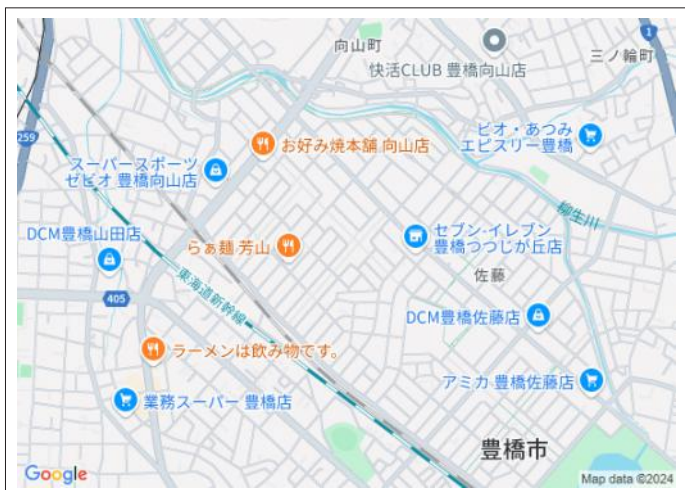 1
向山町
三ノ輪町
快活CLUB 豊橋向山店
259
お好み焼本舗 向山店
ビオ・あつみ
エピスリー豊橋
スーパースポーツ
ゼビオ 豊橋向山店
柳生川
DCM豊橋山田店
らぁ麺 芳山
セブン-イレブン
豊橋つつじが丘店
佐藤
東海道新幹線
405
DCM豊橋佐藤店
ラーメンは飲み物です。
アミカ 豊橋佐藤店
業務スーパー 豊橋店
豊橋市
Google
Map data ©2024